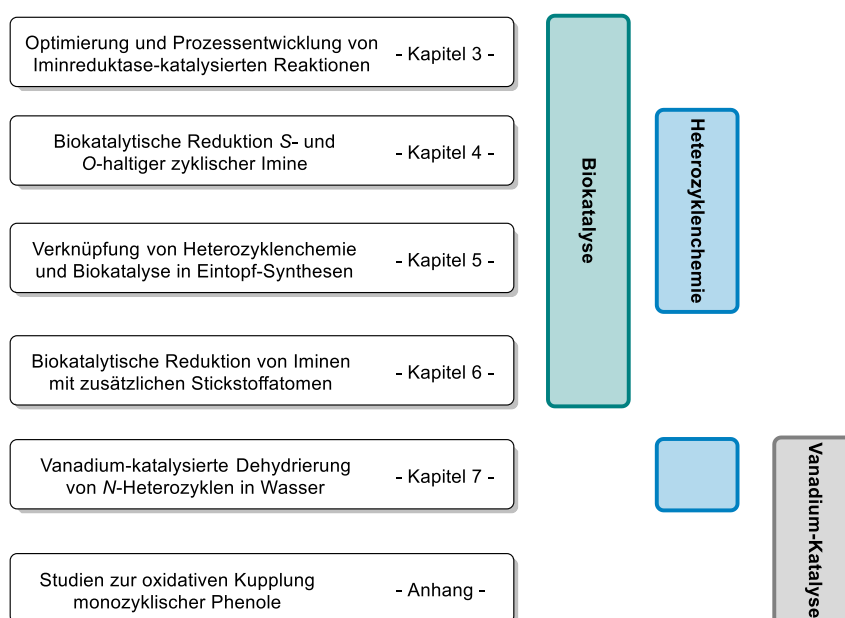 Optimierung und Prozessentwicklung von
Iminreduktase-katalysierten Reaktionen
- Kapitel 3 -
Biokatalytische Reduktion S- und
O-haltiger zyklischer Imine
- Kapitel 4 -
Verknüpfung von Heterozyklenchemie
und Biokatalyse in Eintopf-Synthesen
- Kapitel 5 -
Biokatalytische Reduktion von Iminen
mit zusätzlichen Stickstoffatomen
- Kapitel 6 -
Vanadium-katalysierte Dehydrierung
von N-Heterozyklen in Wasser
- Kapitel 7 -
Studien zur oxidativen Kupplung
monozyklischer Phenole
- Anhang -
Biokatalyse
Heterozyklenchemie
Vanadium-Katalyse